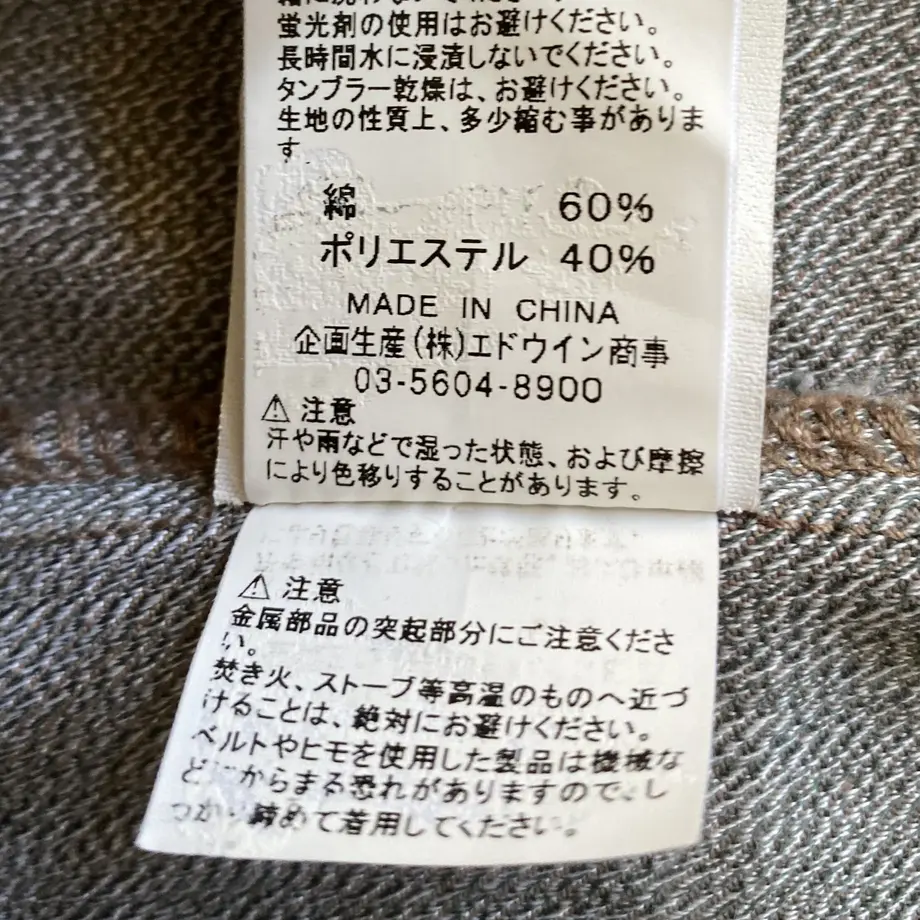 蛍光剤の使用はお避けください。
長時間水に浸漬しないでください。
タンブラー乾燥は、お避けください。
生地の性質上、多少縮む事がありま
す。
綿 60%
ポリエステル 40%
MADE IN CHINA
企画生産(株)エドウイン商事
03-5604-8900
⚠ 注意
汗や雨などで湿った状態、および摩擦
により色移りすることがあります。
⚠ 注意
金属部品の突起部分にご注意くださ
い。
焚き火、ストーブ等高温のものへ近づ
けることは、絶対にお避けください。
ベルトやヒモを使用した製品は機械な
どにからまる恐れがありますので、し
っかり締めて着用してください。